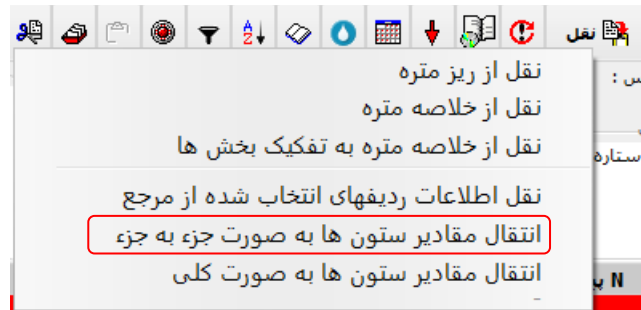 نقل
نقل از ریز متره
س :
نقل از خلاصه متره
نقل از خلاصه متره به تفکیک بخش ها
ستاره
نقل اطلاعات ردیفهای انتخاب شده از مرجع
انتقال مقادیر ستون ها به صورت جزء به جزء
انتقال مقادیر ستون ها به صورت کلی
N